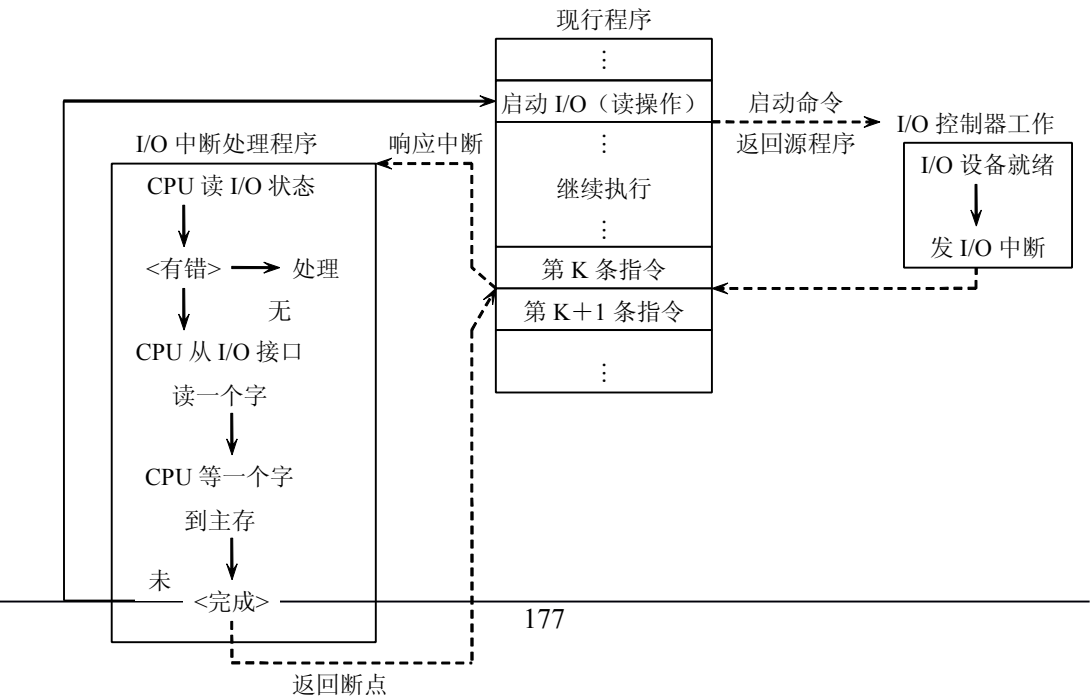 现行程序
⋮
启动 I/O（读操作）
启动命令
返回源程序
I/O 控制器工作
I/O 设备就绪
发 I/O 中断
⋮
继续执行
⋮
第 K 条指令
第 K＋1 条指令
⋮
响应中断
I/O 中断处理程序
CPU 读 I/O 状态
<有错>
处理
无
CPU 从 I/O 接口
读一个字
CPU 等一个字
到主存
未
<完成>
返回断点
177